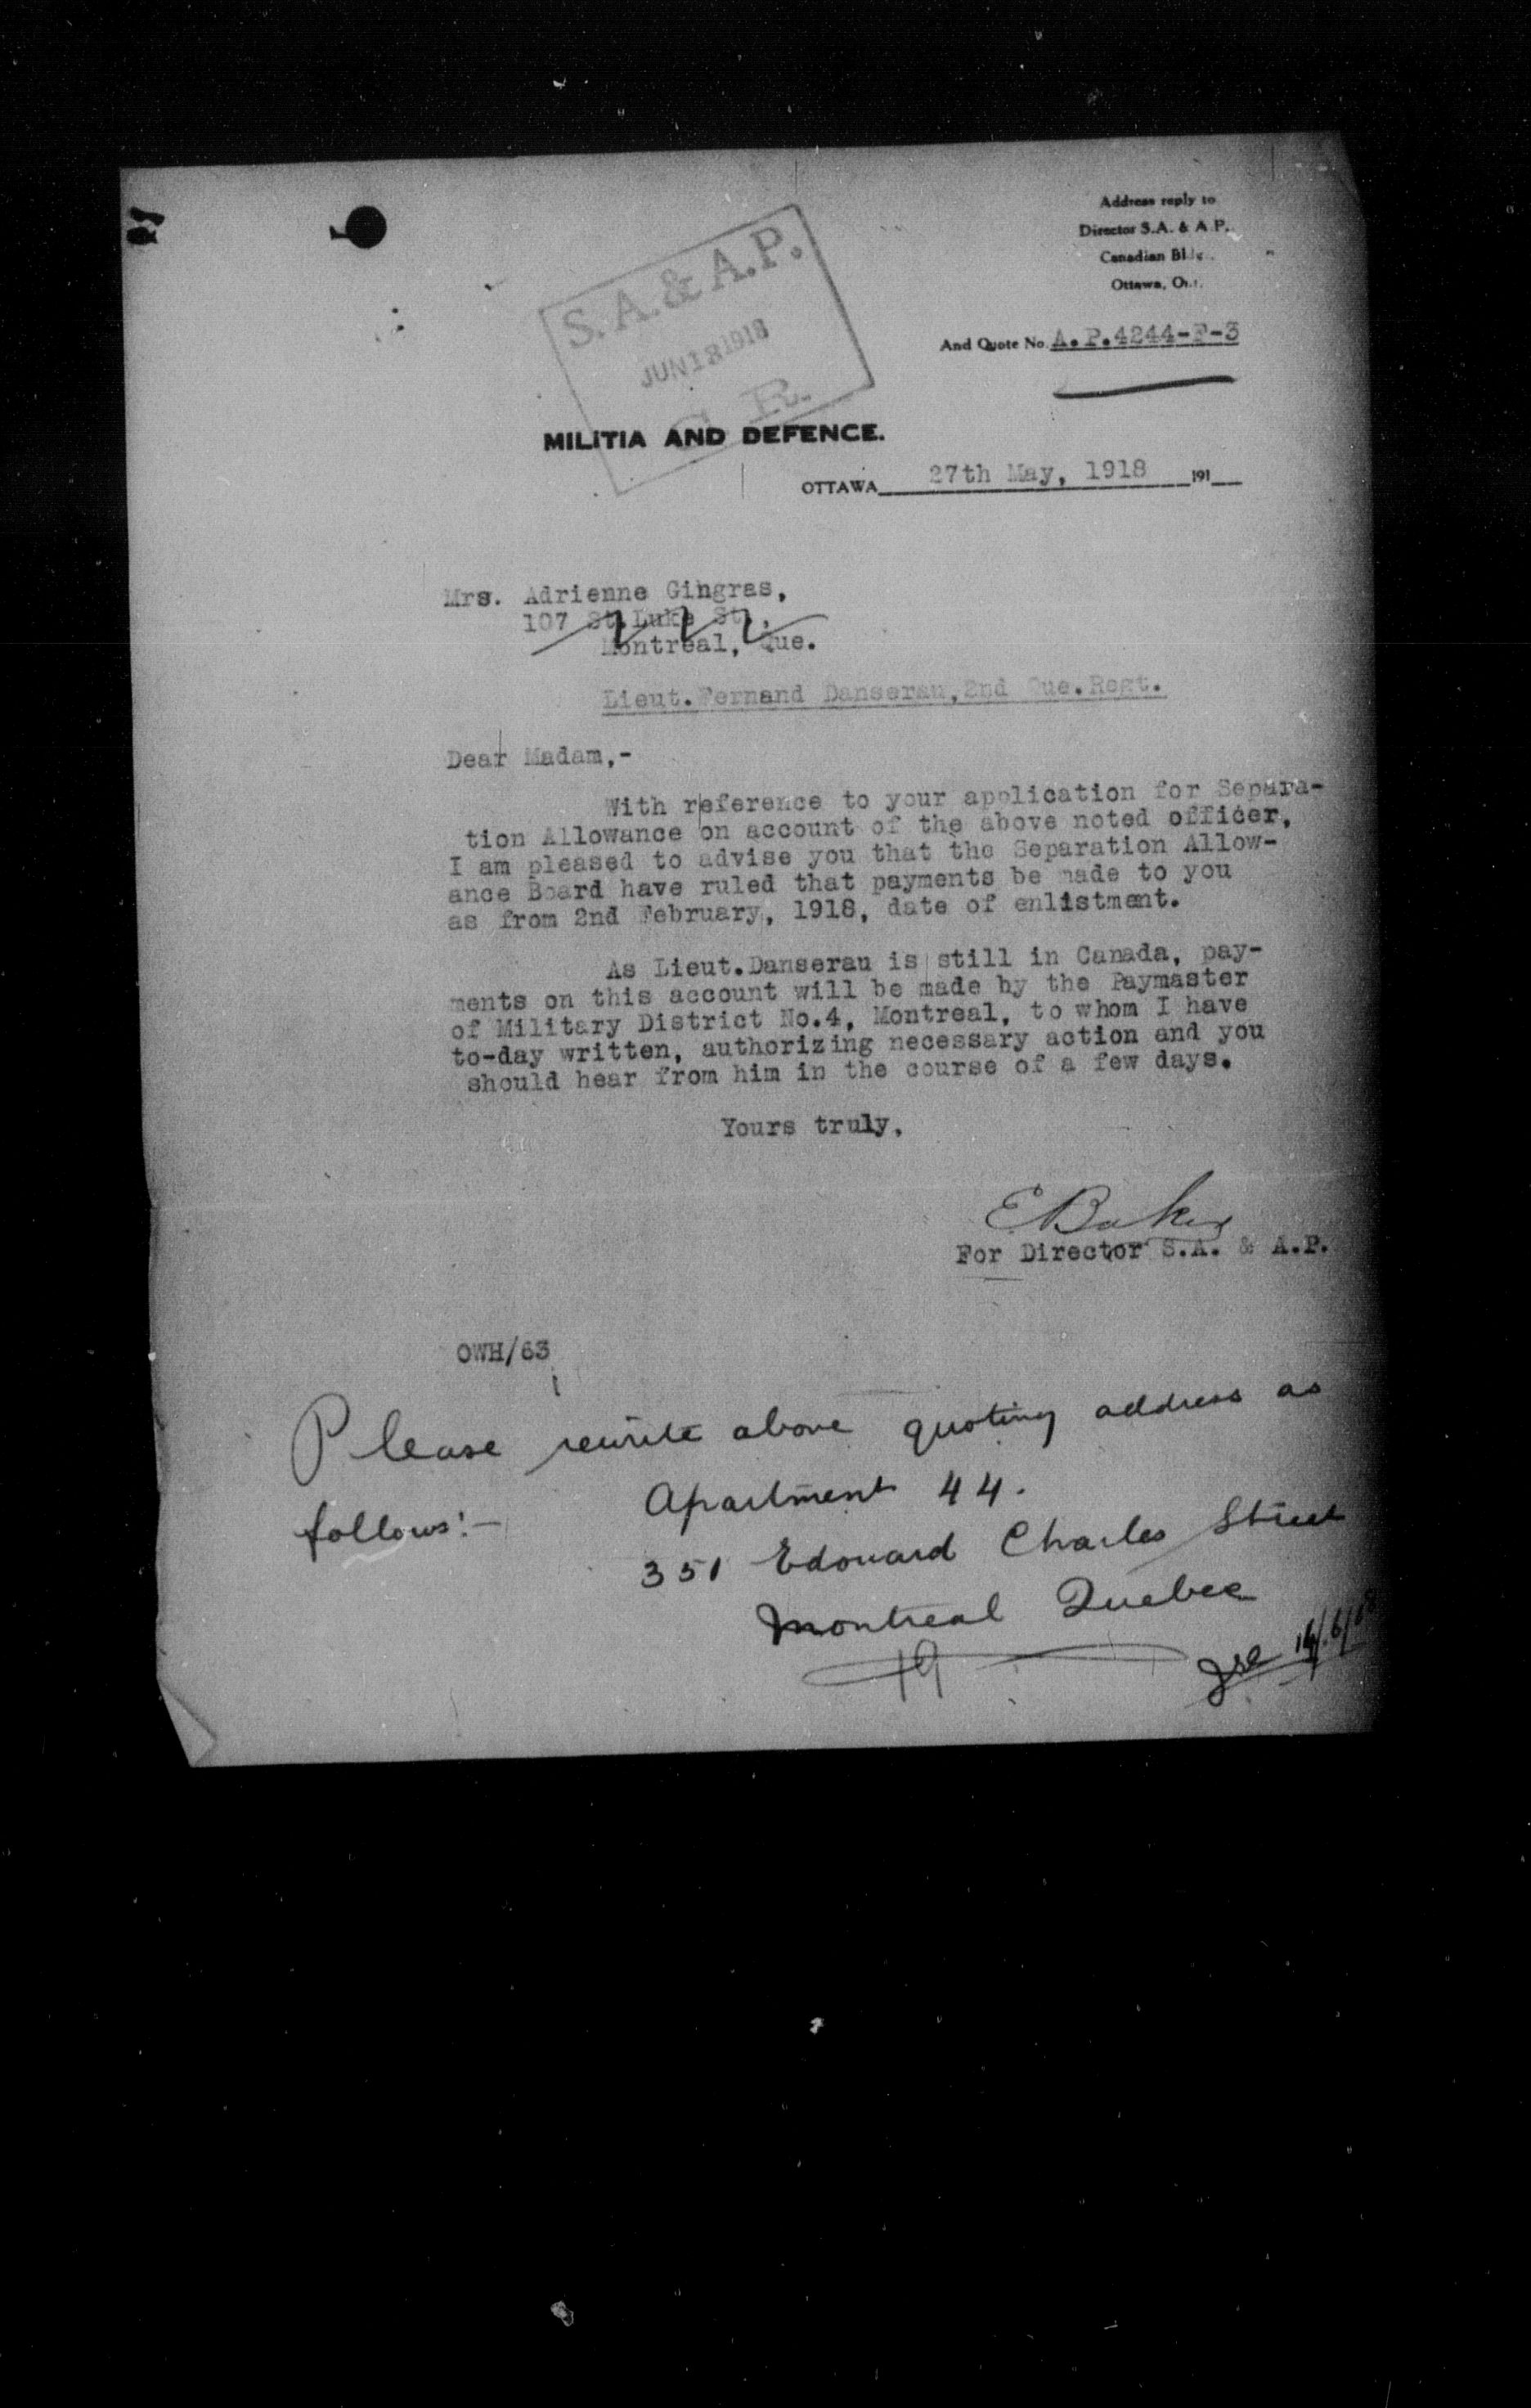 Address reply to
Director S.A. & A.P.
Canadian Bldg.
Ottawa, Ont.
And Quote No. A.P.4244-F-3
S.A.&A.P.
JUN 18 1918
C.R.
MILITIA AND DEFENCE.
OTTAWA 27th May, 1918 191
Mrs. Adrienne Gingras,
107 St.Luke St.,
Montreal, Que.
Lieut.Fernand Danserau,2nd Que.Regt.
Dear Madam,-
With reference to your application for Separa-
tion Allowance on account of the above noted officer,
I am pleased to advise you that the Separation Allow-
ance Board have ruled that payments be made to you
as from 2nd February, 1918, date of enlistment.
As Lieut.Danserau is still in Canada, pay-
ments on this account will be made by the Paymaster
of Military District No.4, Montreal, to whom I have
to-day written, authorizing necessary action and you
should hear from him in the course of a few days.
Yours truly,
E Baker
For Director S.A. & A.P.
OWH/63
Please rewrite above quoting address as
follows:-
Apartment 44.
351 Edouard Charles Street
Montreal Quebec
19
14/6/18